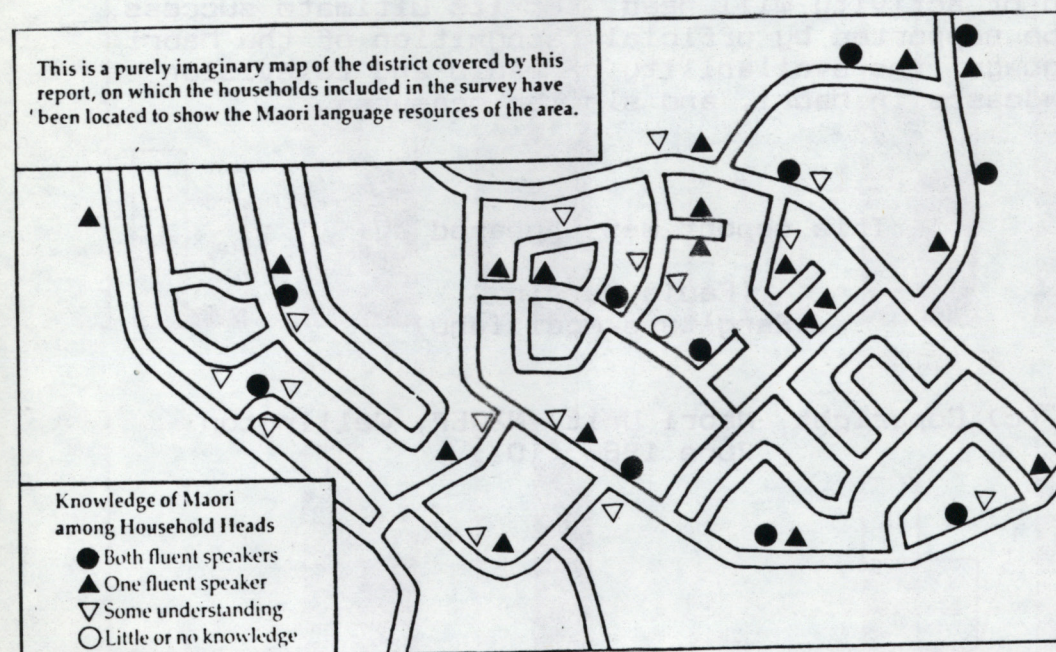 This is a purely imaginary map of the district covered by this
report, on which the households included in the survey have
been located to show the Maori language resources of the area.
Knowledge of Maori
among Household Heads
Both fluent speakers
One fluent speaker
Some understanding
Little or no knowledge